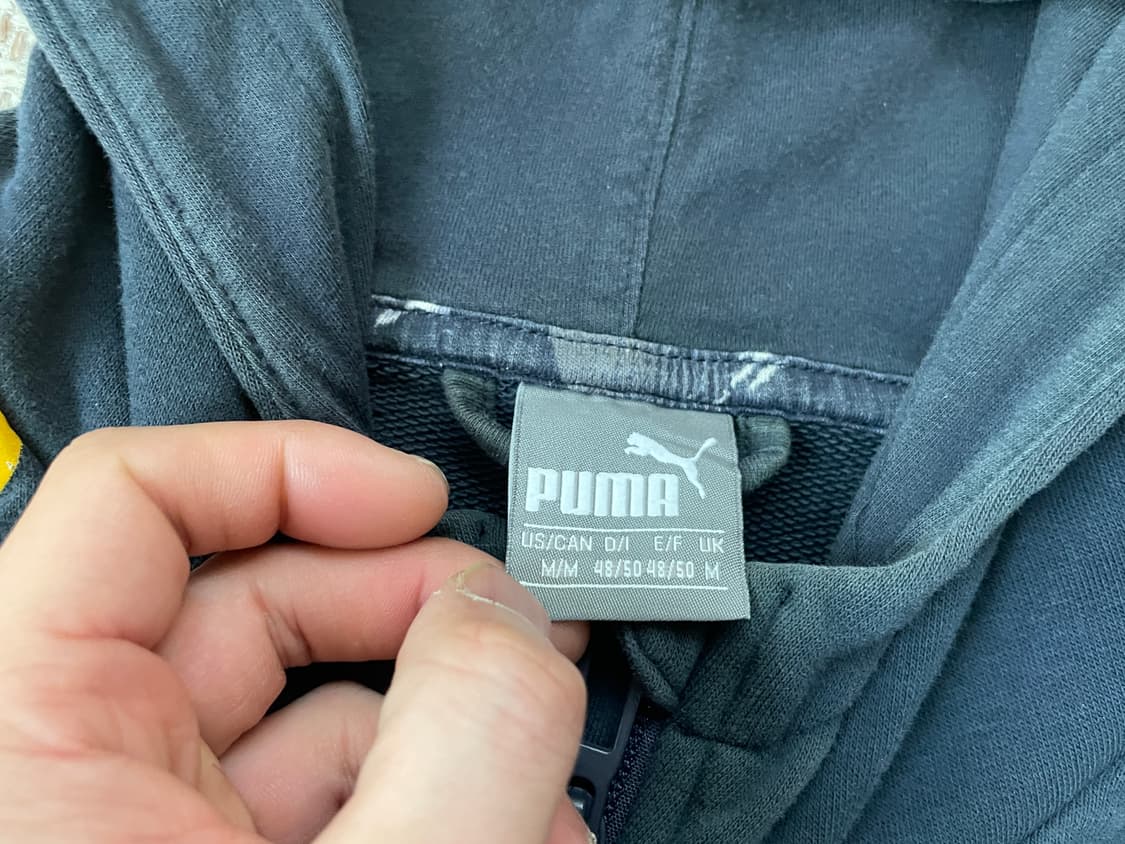 PUMA
US/CAN D/I E/F UK
M/M 48/50 48/50 M